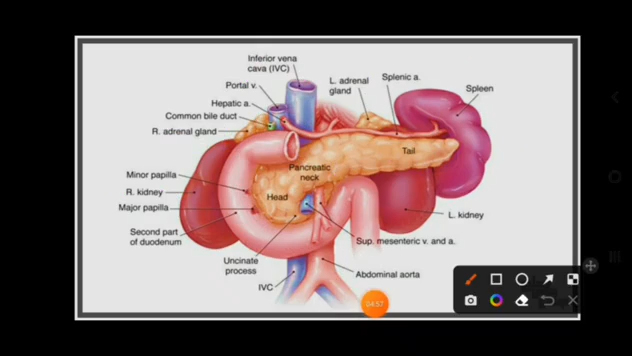 Inferior vena
cava (IVC)
Portal v.
L. adrenal
gland
Splenic a.
Spleen
Hepatic a.
Common bile duct
R. adrenal gland
Tail
Pancreatic
neck
Minor papilla
R. kidney
Head
Major papilla
L. kidney
Second part
of duodenum
Sup. mesenteric v. and a.
Uncinate
process
Abdominal aorta
IVC
04:57